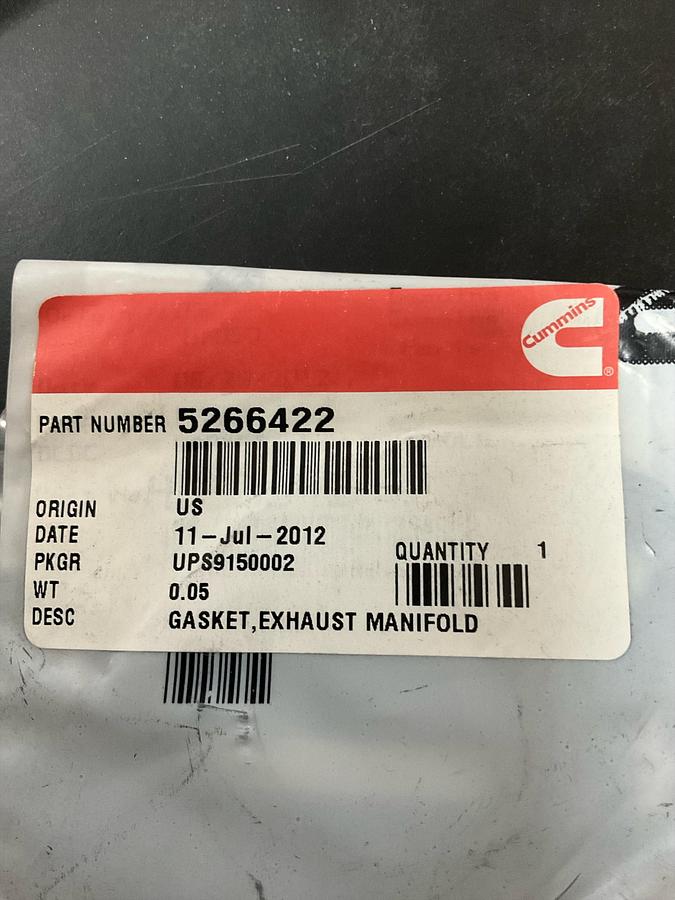 Cummins
®
PART NUMBER 5266422
ORIGIN US
DATE 11-Jul-2012
PKGR UPS9150002
QUANTITY 1
WT 0.05
DESC GASKET,EXHAUST MANIFOLD